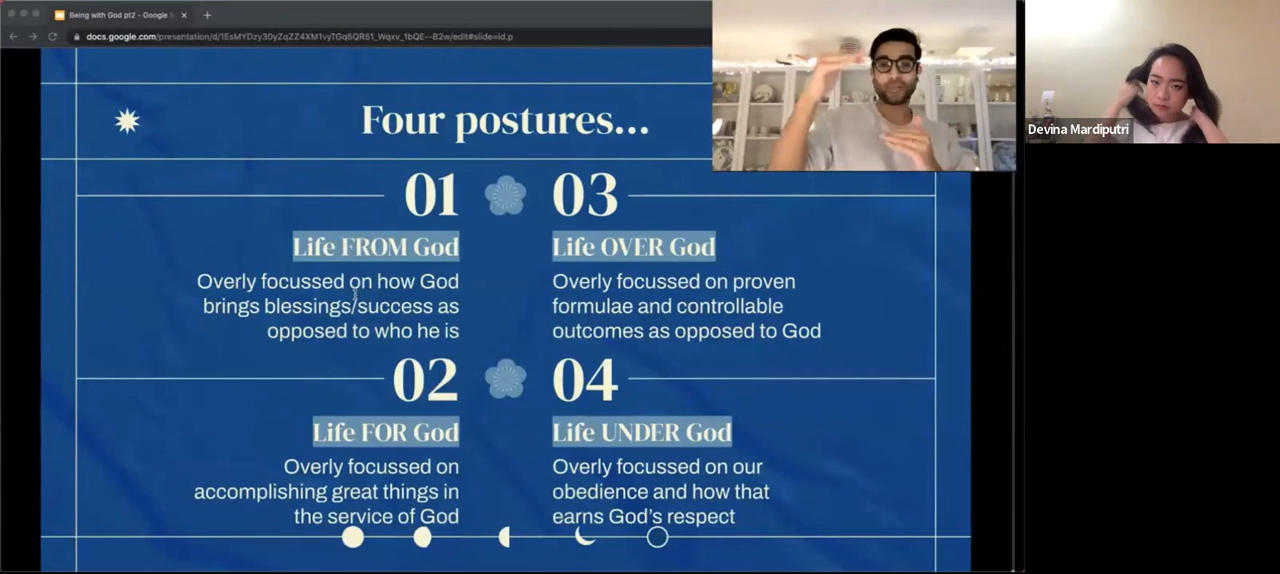 Being with God pt2 - Google S
docs.google.com/presentation/d/1EsMYDzy30yZqZZ4XM1vyTGq5QR51_Wqxv_1bQE--B2w/edit#slide=id.p
Four postures...
01
Life FROM God
Overly focussed on how God
brings blessings/success as
opposed to who he is
02
Life FOR God
Overly focussed on
accomplishing great things in
the service of God
03
Life OVER God
Overly focussed on proven
formulae and controllable
outcomes as opposed to God
04
Life UNDER God
Overly focussed on our
obedience and how that
earns God's respect
Devina Mardiputri